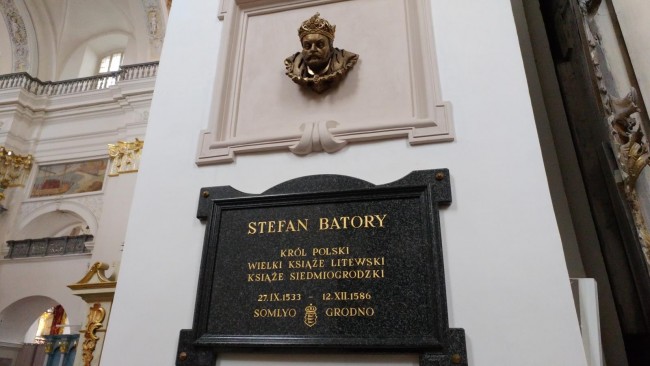 STEFAN BATORY
KRÓL POLSKI
WIELKI KSIĄŻE LITEWSKI
KSIĄŻE SIEDMIOGRODZKI
27.IX.1533 – 12.XII.1586
SOMLYO GRODNO